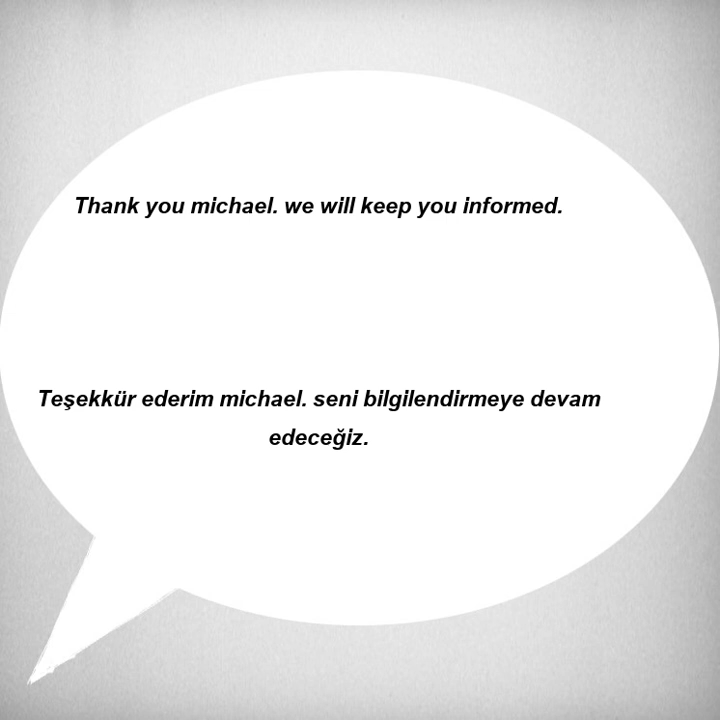 Thank you michael. we will keep you informed.
Teşekkür ederim michael. seni bilgilendirmeye devam
edeceğiz.